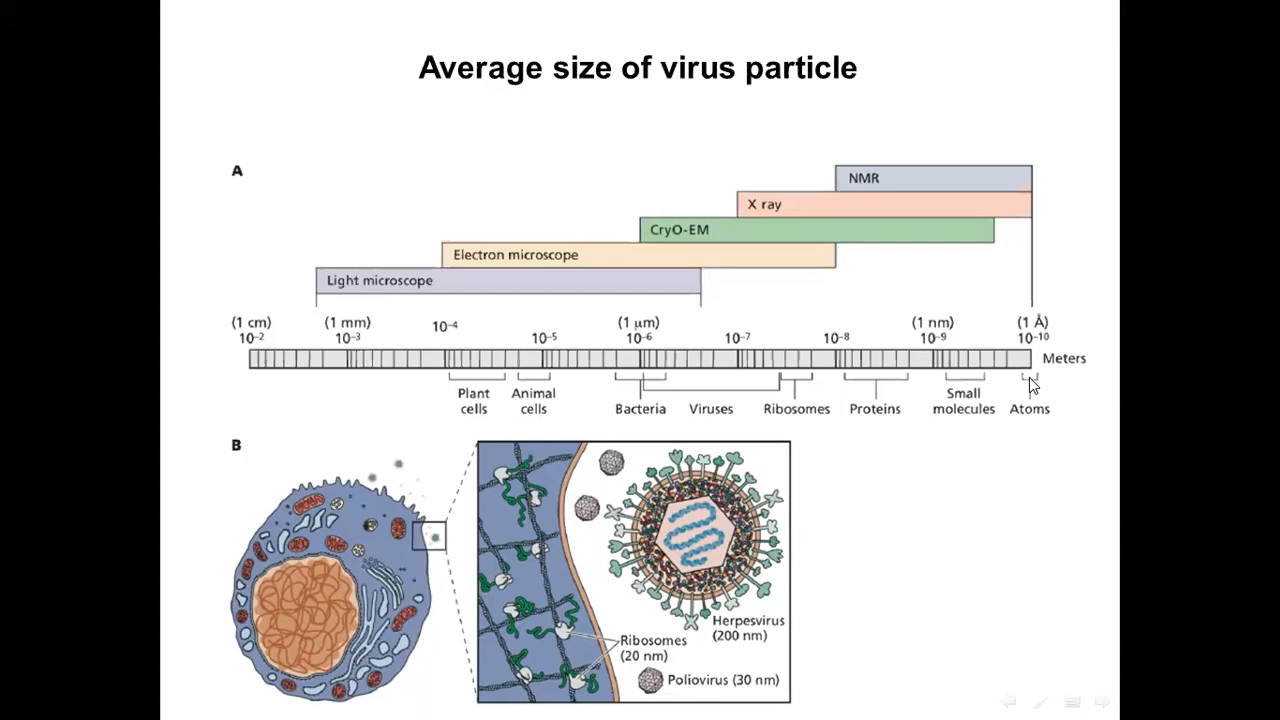 Average size of virus particle
A
NMR
X ray
CryO-EM
Electron microscope
Light microscope
(1 cm) (1 mm) 10⁻⁴ (1 μm) (1 nm) (1 Å)
10⁻² 10⁻³ 10⁻⁵ 10⁻⁶ 10⁻⁷ 10⁻⁸ 10⁻⁹ 10⁻¹⁰
Meters
Plant cells
Animal cells
Bacteria
Viruses
Ribosomes
Proteins
Small molecules
Atoms
B
Herpesvirus
(200 nm)
Ribosomes
(20 nm)
Poliovirus (30 nm)